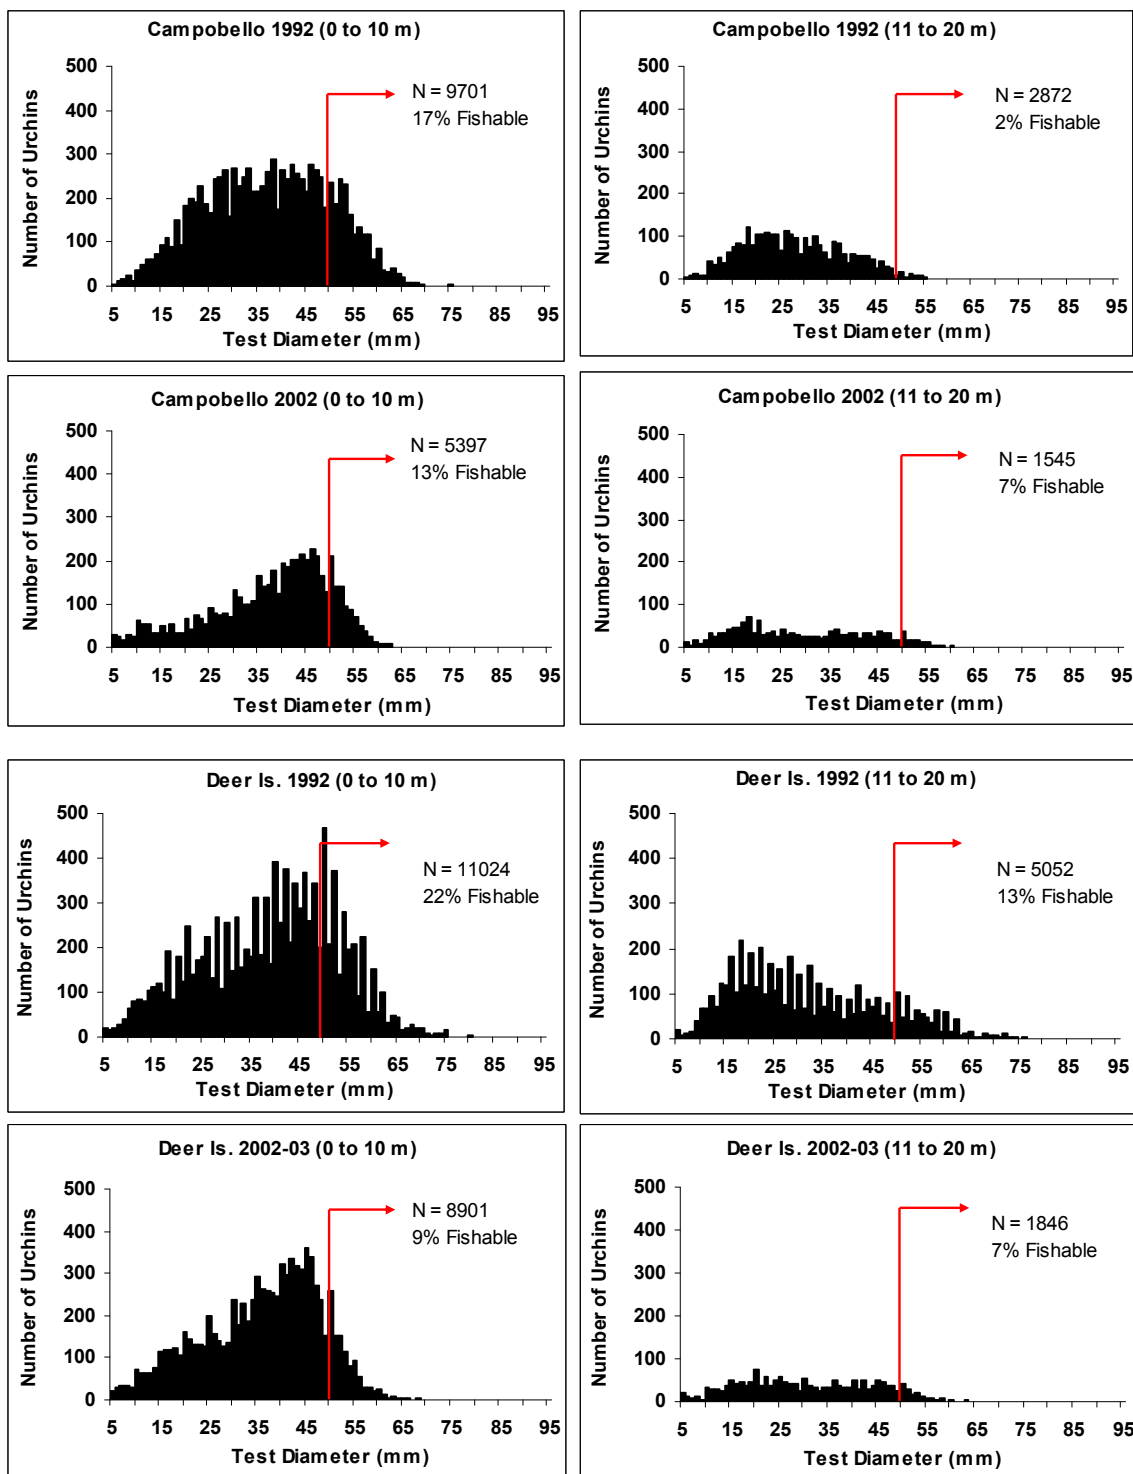 Campobello 1992 (0 to 10 m)
500
400
300
200
100
0
Number of Urchins
N = 9701
17% Fishable
5 15 25 35 45 55 65 75 85 95
Test Diameter (mm)
Campobello 1992 (11 to 20 m)
500
400
300
200
100
0
Number of Urchins
N = 2872
2% Fishable
5 15 25 35 45 55 65 75 85 95
Test Diameter (mm)
Campobello 2002 (0 to 10 m)
500
400
300
200
100
0
Number of Urchins
N = 5397
13% Fishable
5 15 25 35 45 55 65 75 85 95
Test Diameter (mm)
Campobello 2002 (11 to 20 m)
500
400
300
200
100
0
Number of Urchins
N = 1545
7% Fishable
5 15 25 35 45 55 65 75 85 95
Test Diameter (mm)
Deer Is. 1992 (0 to 10 m)
500
400
300
200
100
0
Number of Urchins
N = 11024
22% Fishable
5 15 25 35 45 55 65 75 85 95
Test Diameter (mm)
Deer Is. 1992 (11 to 20 m)
500
400
300
200
100
0
Number of Urchins
N = 5052
13% Fishable
5 15 25 35 45 55 65 75 85 95
Test Diameter (mm)
Deer Is. 2002-03 (0 to 10 m)
500
400
300
200
100
0
Number of Urchins
N = 8901
9% Fishable
5 15 25 35 45 55 65 75 85 95
Test Diameter (mm)
Deer Is. 2002-03 (11 to 20 m)
500
400
300
200
100
0
Number of Urchins
N = 1846
7% Fishable
5 15 25 35 45 55 65 75 85 95
Test Diameter (mm)